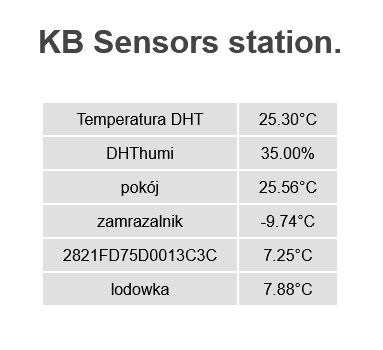 KB Sensors station.
Temperatura DHT 25.30°C
DHThumi 35.00%
pokój 25.56°C
zamrazalnik -9.74°C
2821FD75D0013C3C 7.25°C
lodowka 7.88°C